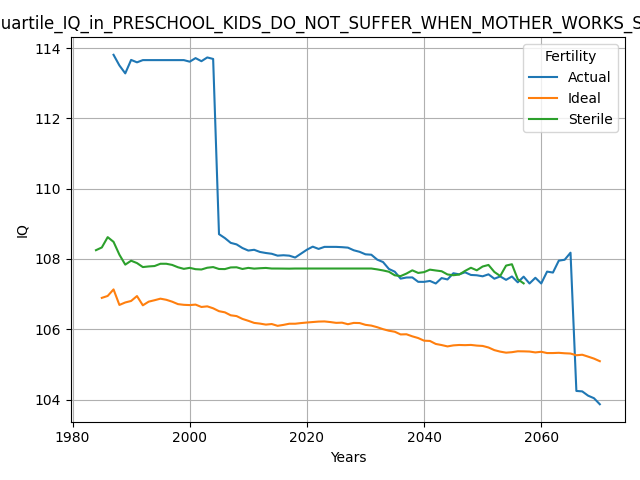 uartile_IQ_in_PRESCHOOL_KIDS_DO_NOT_SUFFER_WHEN_MOTHER_WORKS_S
114
112
110
108
106
104
IQ
1980
2000
2020
2040
2060
Years
Fertility
Actual
Ideal
Sterile